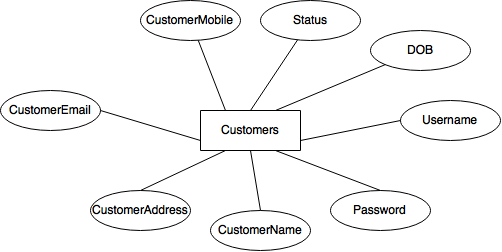 CustomerMobile
Status
DOB
CustomerEmail
Username
Customers
CustomerAddress
Password
CustomerName